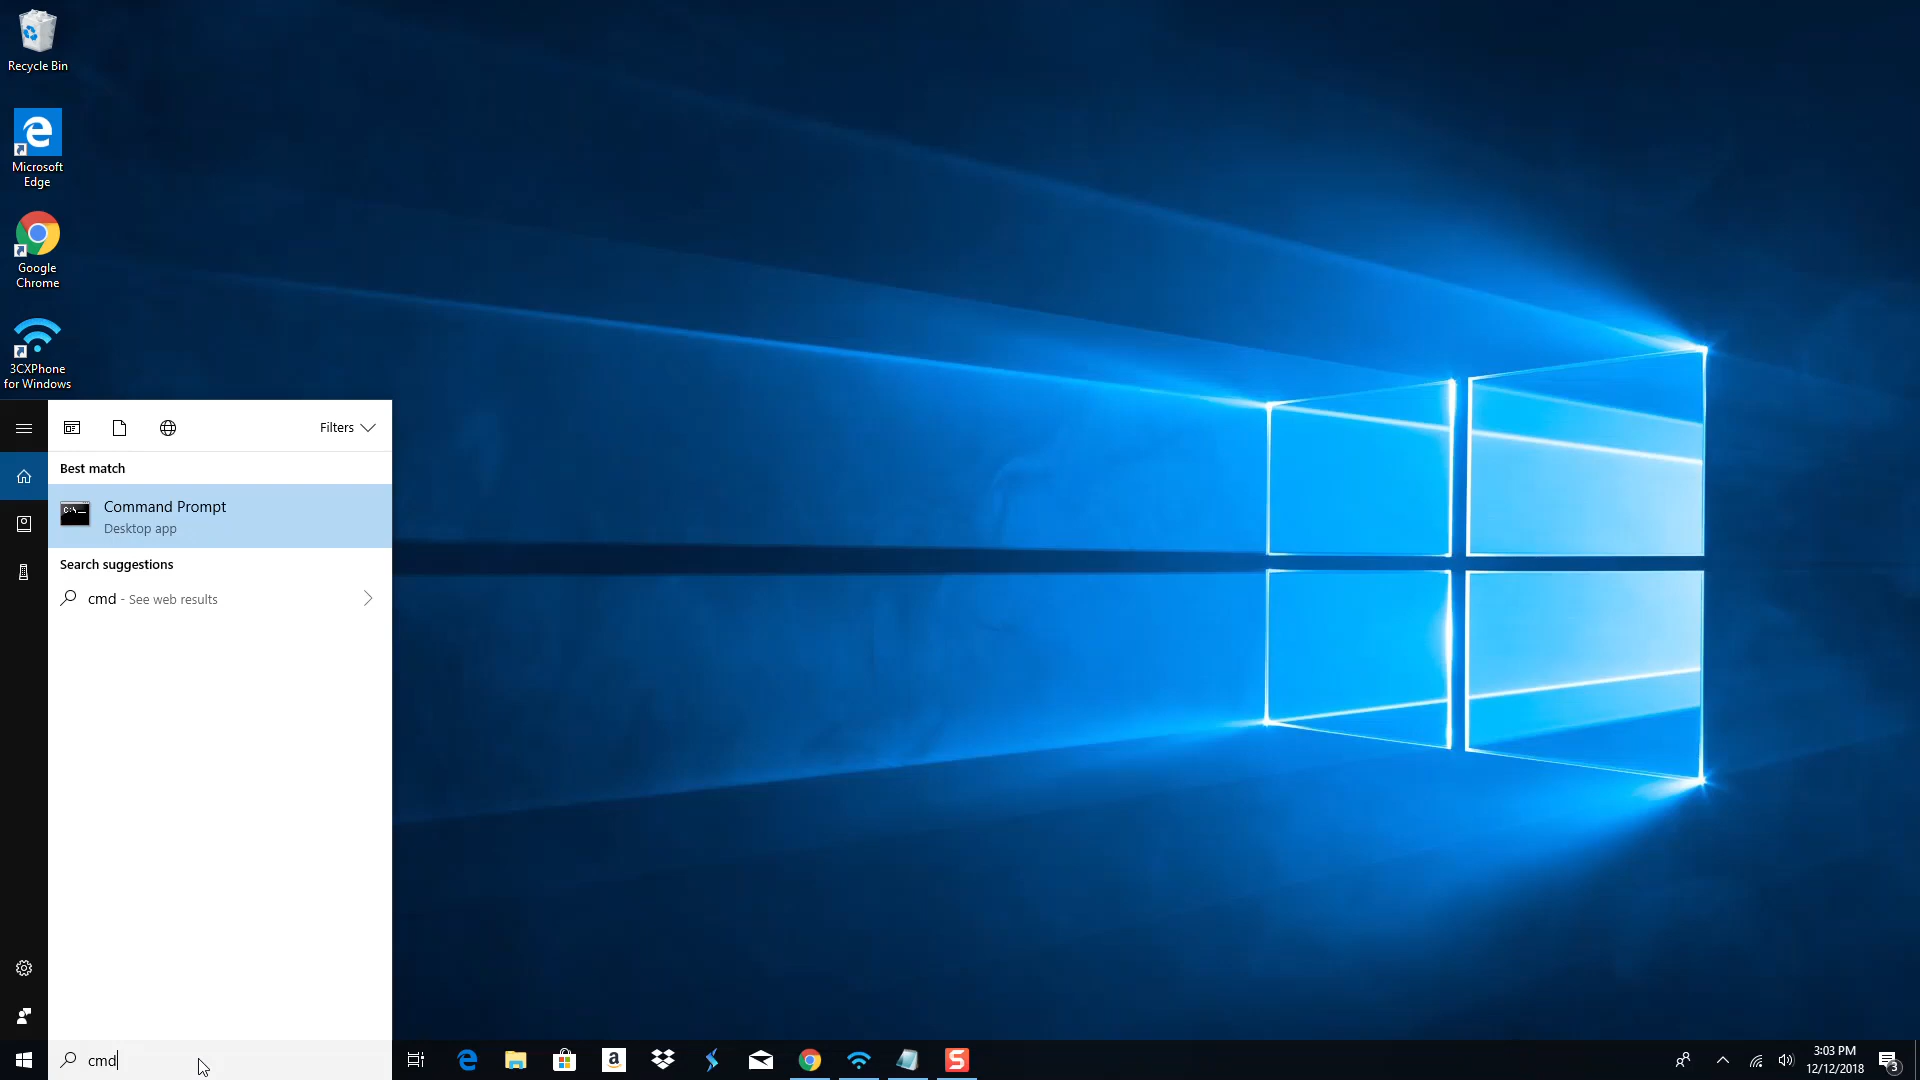 Recycle Bin
Microsoft
Edge
Google
Chrome
3CXPhone
for Windows
Filters
Best match
C:\_
Command Prompt
Desktop app
Search suggestions
cmd - See web results
cmd
a
S
3:03 PM
12/12/2018
3